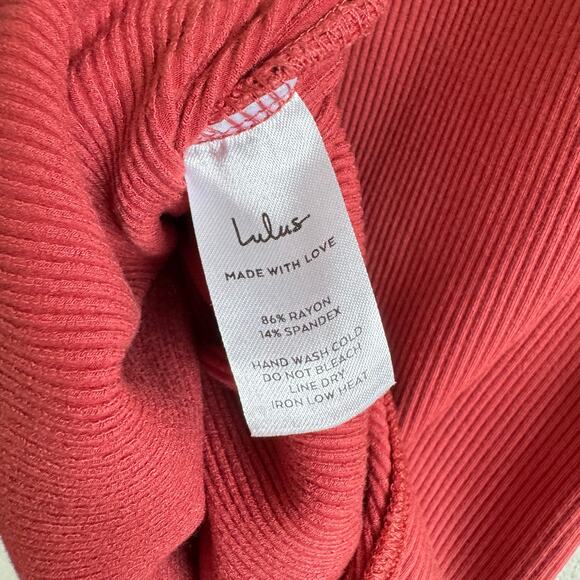 Lulus
MADE WITH LOVE
86% RAYON
14% SPANDEX
HAND WASH COLD
DO NOT BLEACH
LINE DRY
IRON LOW HEAT